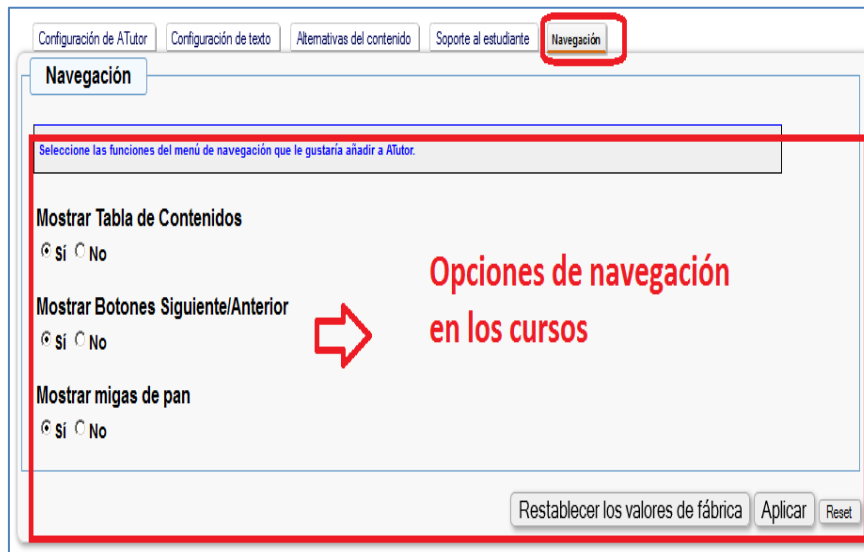 Configuración de ATutor
Configuración de texto
Alternativas del contenido
Soporte al estudiante
Navegación
Navegación
Seleccione las funciones del menú de navegación que le gustaría añadir a ATutor.
Mostrar Tabla de Contenidos
Sí No
Mostrar Botones Siguiente/Anterior
Sí No
Mostrar migas de pan
Sí No
Opciones de navegación
en los cursos
Restablecer los valores de fábrica Aplicar Reset